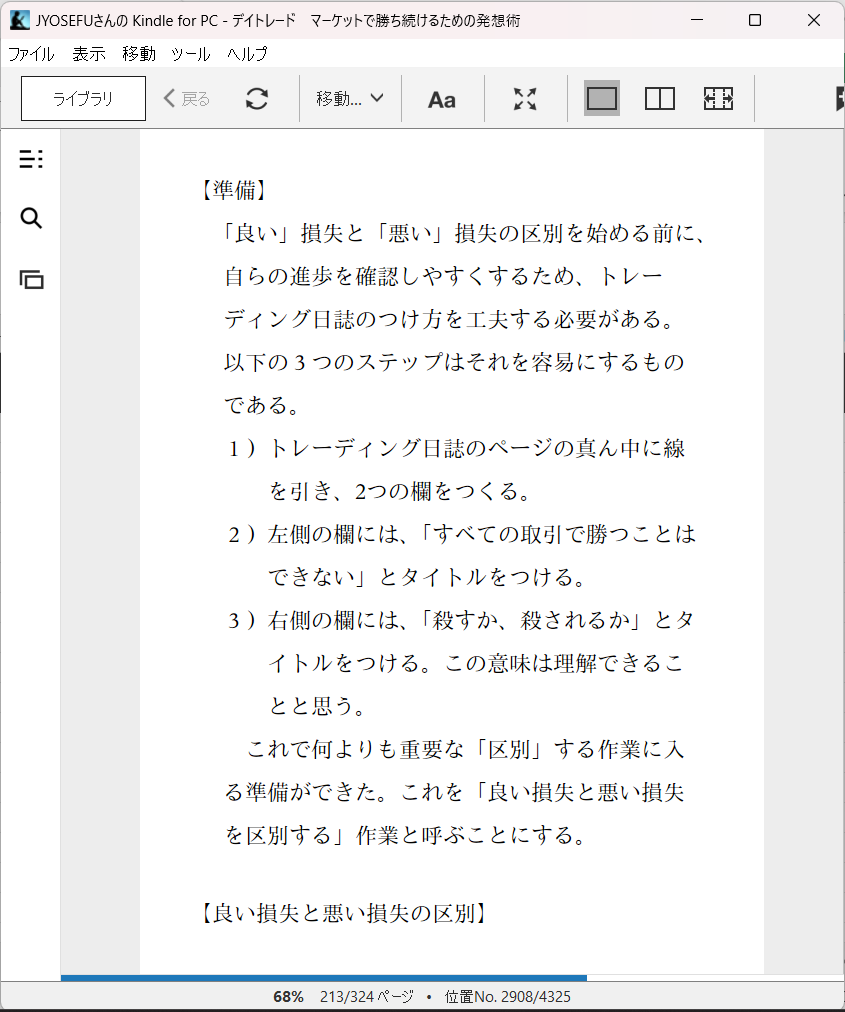 JYOSEFUさんの Kindle for PC - デイトレード　マーケットで勝ち続けるための発想術
ファイル 表示 移動 ツール ヘルプ
ライブラリ 戻る 移動... Aa
【準備】
「良い」損失と「悪い」損失の区別を始める前に、
自らの進歩を確認しやすくするため、トレー
ディング日誌のつけ方を工夫する必要がある。
以下の３つのステップはそれを容易にするもの
である。
１）トレーディング日誌のページの真ん中に線
を引き、2つの欄をつくる。
２）左側の欄には、「すべての取引で勝つことは
できない」とタイトルをつける。
３）右側の欄には、「殺すか、殺されるか」とタ
イトルをつける。この意味は理解できるこ
とと思う。
これで何よりも重要な「区別」する作業に入
る準備ができた。これを「良い損失と悪い損失
を区別する」作業と呼ぶことにする。
【良い損失と悪い損失の区別】
68% 213/324 ページ • 位置No. 2908/4325